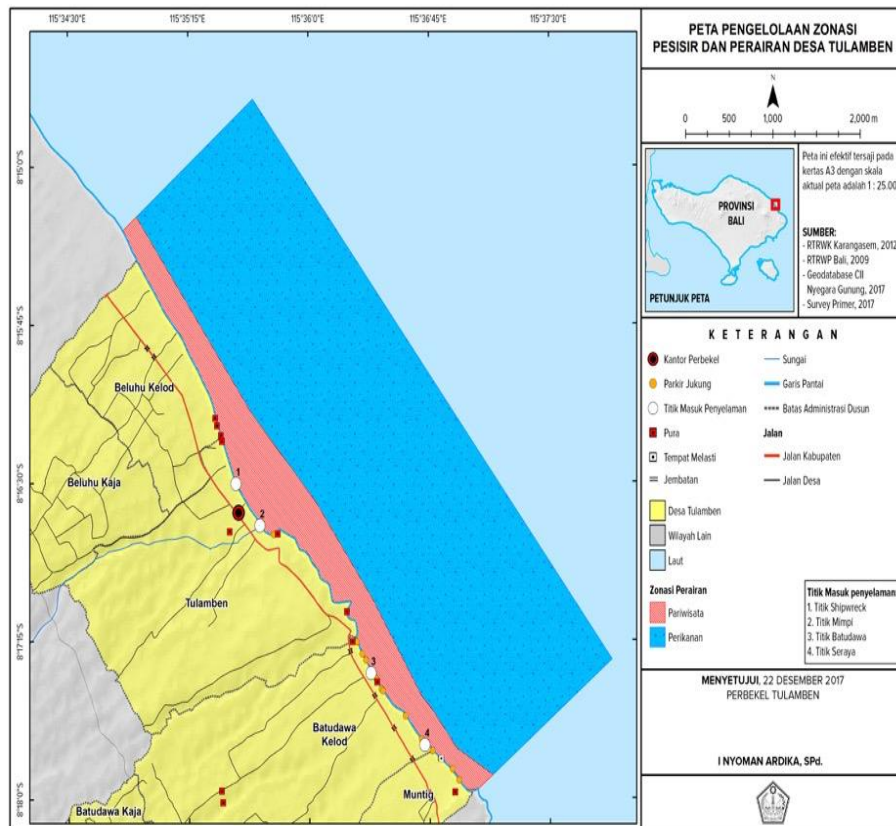 115°34'30"E
115°35'15"E
115°36'0"E
115°36'45"E
115°37'30"E
8°15'0"S
8°15'45"S
8°16'30"S
8°17'15"S
8°18'0"S
Beluhu Kelod
Beluhu Kaja
1
2
Tulamben
3
Batudawa
Kelod
4
Muntig
Batudawa Kaja
PETA PENGELOLAAN ZONASI
PESISIR DAN PERAIRAN DESA TULAMBEN
N
0 500 1,000 2,000 m
PROVINSI
BALI
PETUNJUK PETA
Peta ini efektif tersaji pada
kertas A3 dengan skala
aktual peta adalah 1 : 25.00
SUMBER:
- RTRWK Karangasem, 2012
- RTRWP Bali, 2009
- Geodatabase CII
Nyegara Gunung, 2017
- Survey Primer, 2017
KETERANGAN
Kantor Perbekel
Parkir Jukung
Titik Masuk Penyelaman
Pura
Tempat Melasti
Jembatan
Sungai
Garis Pantai
Batas Administrasi Dusun
Jalan
Jalan Kabupaten
Jalan Desa
Desa Tulamben
Wilayah Lain
Laut
Zonasi Perairan
Pariwisata
Perikanan
Titik Masuk penyelaman
1. Titik Shipwreck
2. Titik Mimpi
3. Titik Batudawa
4. Titik Seraya
MENYETUJUI, 22 DESEMBER 2017
PERBEKEL TULAMBEN
I NYOMAN ARDIKA, SPd.